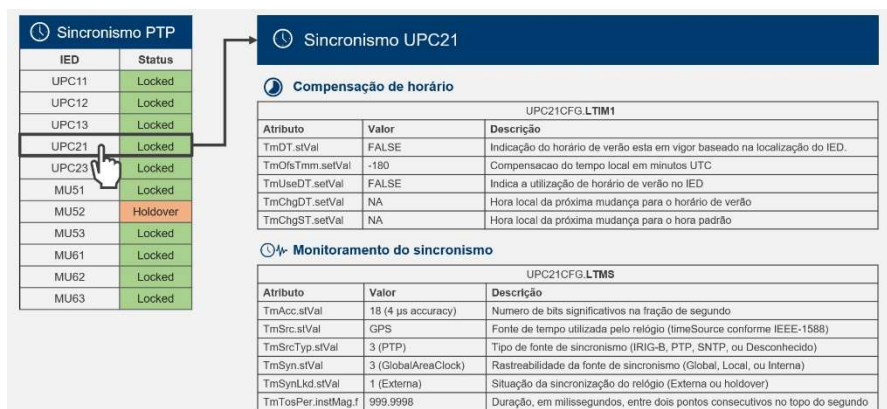 Sincronismo PTP
IED Status
UPC11 Locked
UPC12 Locked
UPC13 Locked
UPC21 Locked
UPC23 Locked
MU51 Locked
MU52 Holdover
MU53 Locked
MU61 Locked
MU62 Locked
MU63 Locked
Sincronismo UPC21
Compensação de horário
UPC21CFG.LTIM1
Atributo Valor Descrição
TmDT.stVal FALSE Indicação do horário de verão esta em vigor baseado na localização do IED.
TmOfsTmm.setVal -180 Compensacao do tempo local em minutos UTC
TmUseDT.setVal FALSE Indica a utilização de horário de verão no IED
TmChgDT.setVal NA Hora local da próxima mudança para o horário de verão
TmChgST.setVal NA Hora local da próxima mudança para o hora padrão
Monitoramento do sincronismo
UPC21CFG.LTMS
Atributo Valor Descrição
TmAcc.stVal 18 (4 µs accuracy) Numero de bits significativos na fração de segundo
TmSrc.stVal GPS Fonte de tempo utilizada pelo relógio (timeSource conforme IEEE-1588)
TmSrcTyp.stVal 3 (PTP) Tipo de fonte de sincronismo (IRIG-B, PTP, SNTP, ou Desconhecido)
TmSyn.stVal 3 (GlobalAreaClock) Rastreabilidade da fonte de sincronismo (Global, Local, ou Interna)
TmSynLkd.stVal 1 (Externa) Situação da sincronização do relógio (Externa ou holdover)
TmTosPer.instMag.f 999.9998 Duração, em milissegundos, entre dois pontos consecutivos no topo do segundo